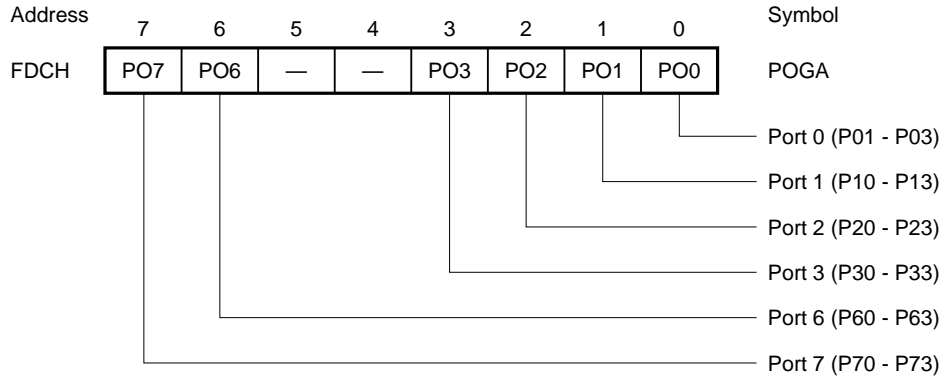 Address 7 6 5 4 3 2 1 0 Symbol
FDCH PO7 PO6 — — PO3 PO2 PO1 PO0 POGA
Port 0 (P01 - P03)
Port 1 (P10 - P13)
Port 2 (P20 - P23)
Port 3 (P30 - P33)
Port 6 (P60 - P63)
Port 7 (P70 - P73)